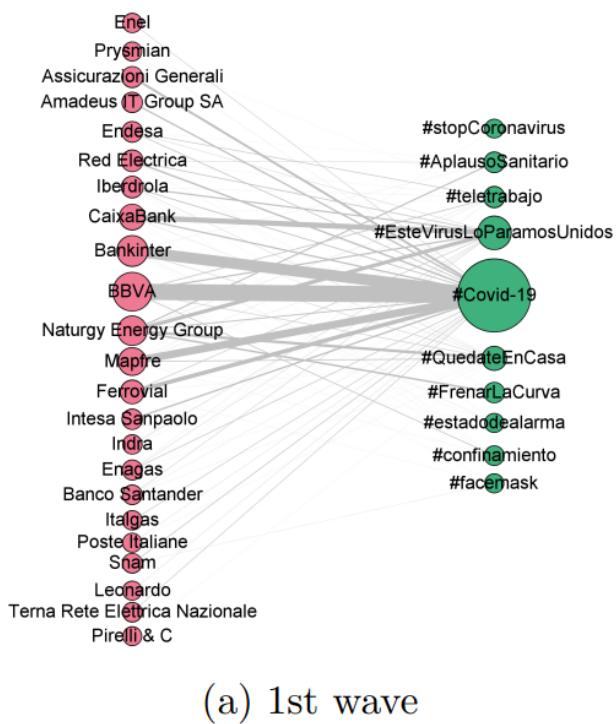 Enel
Prysmian
Assicurazioni Generali
Amadeus IT Group SA
Endesa
Red Electrica
Iberdrola
CaixaBank
Bankinter
BBVA
Naturgy Energy Group
Mapfre
Ferrovial
Intesa Sanpaolo
Indra
Enagas
Banco Santander
Italgas
Poste Italiane
Snam
Leonardo
Terna Rete Elettrica Nazionale
Pirelli & C
#stopCoronavirus
#AplausoSanitario
#teletrabajo
#EsteVirusLoParamosUnidos
#Covid-19
#QuedateEnCasa
#FrenarLaCurva
#estadodealarma
#confinamiento
#facemask
(a) 1st wave